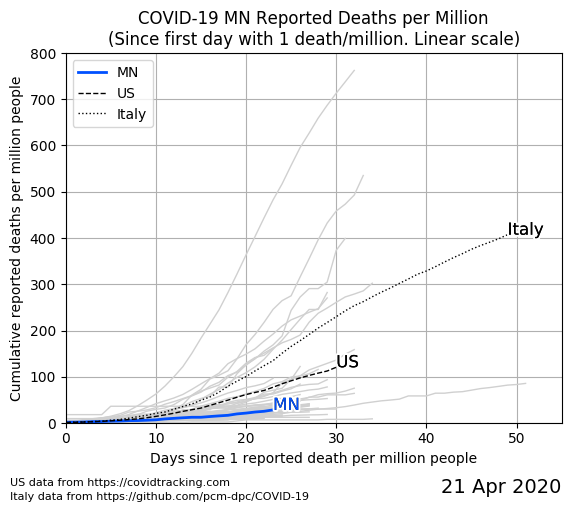 COVID-19 MN Reported Deaths per Million
(Since first day with 1 death/million. Linear scale)
Cumulative reported deaths per million people
800
700
600
500
400
300
200
100
0
MN
US
Italy
Italy
US
MN
0 10 20 30 40 50
Days since 1 reported death per million people
US data from https://covidtracking.com
Italy data from https://github.com/pcm-dpc/COVID-19
21 Apr 2020